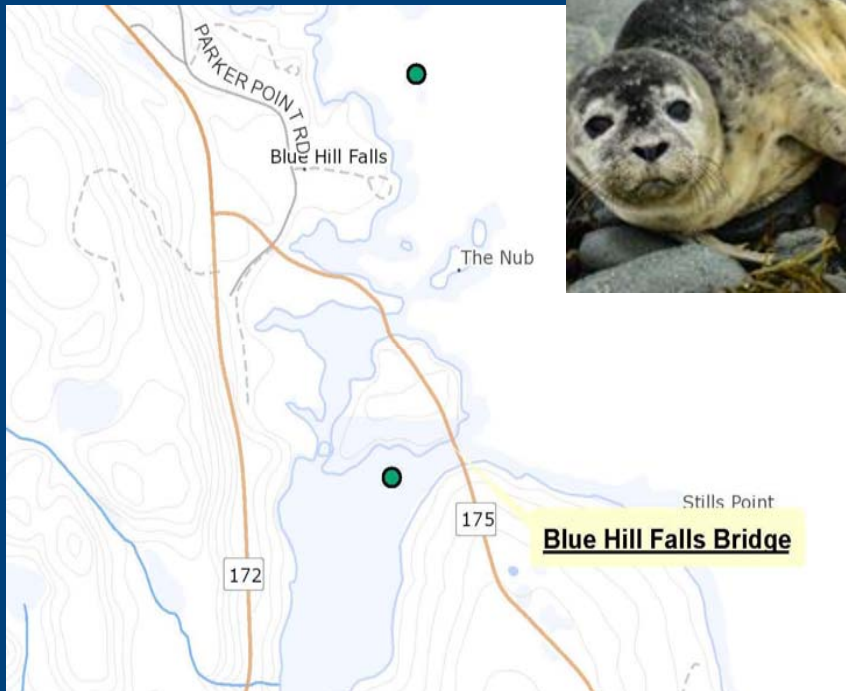 PARKER POINT RD
Blue Hill Falls
The Nub
Stills Point
175
Blue Hill Falls Bridge
172